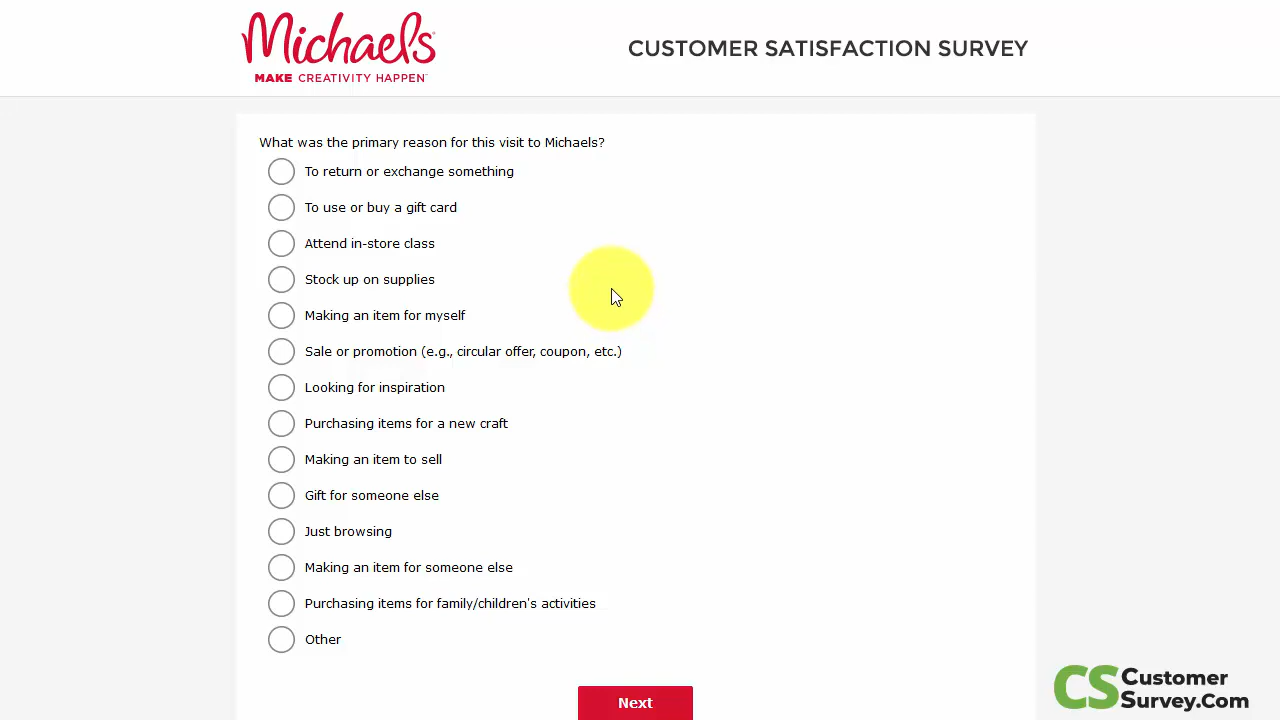 Michaels
MAKE CREATIVITY HAPPEN
CUSTOMER SATISFACTION SURVEY
What was the primary reason for this visit to Michaels?
To return or exchange something
To use or buy a gift card
Attend in-store class
Stock up on supplies
Making an item for myself
Sale or promotion (e.g., circular offer, coupon, etc.)
Looking for inspiration
Purchasing items for a new craft
Making an item to sell
Gift for someone else
Just browsing
Making an item for someone else
Purchasing items for family/children's activities
Other
Next
CS Customer
Survey.Com